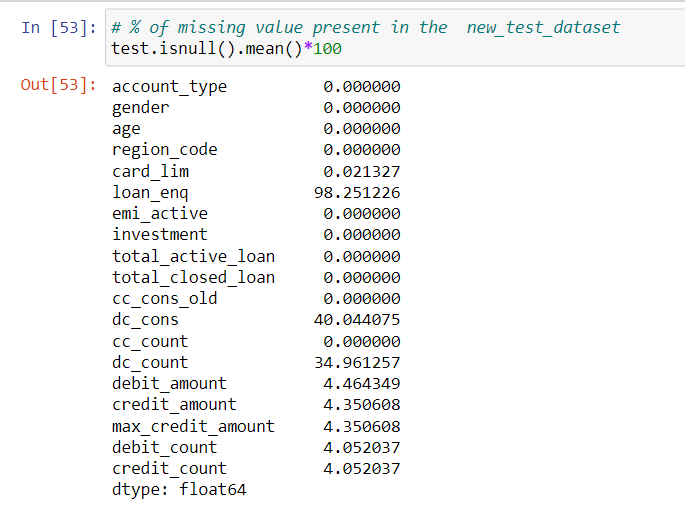 In [53]: # % of missing value present in the  new_test_dataset
test.isnull().mean()*100
Out[53]: account_type 0.000000
gender 0.000000
age 0.000000
region_code 0.000000
card_lim 0.021327
loan_enq 98.251226
emi_active 0.000000
investment 0.000000
total_active_loan 0.000000
total_closed_loan 0.000000
cc_cons_old 0.000000
dc_cons 40.044075
cc_count 0.000000
dc_count 34.961257
debit_amount 4.464349
credit_amount 4.350608
max_credit_amount 4.350608
debit_count 4.052037
credit_count 4.052037
dtype: float64